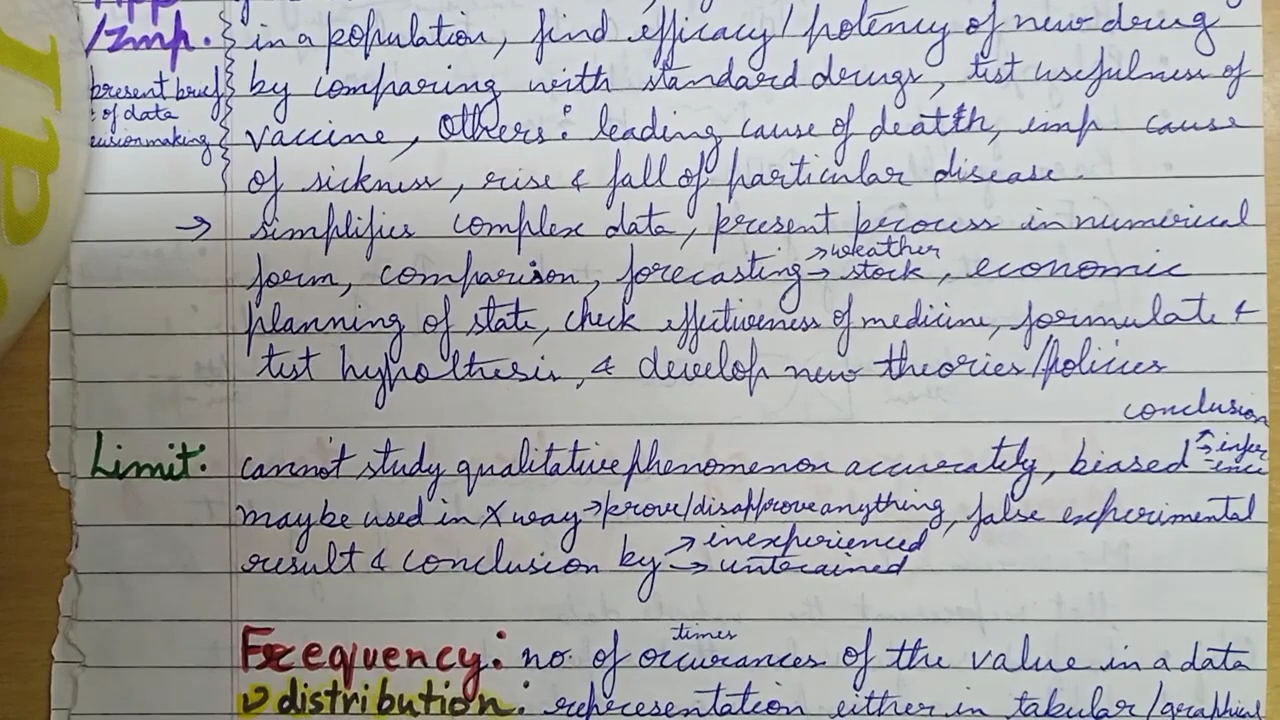 /Imp. in a population, find efficacy/potency of new drug
present brief by comparing with standard drugs, test usefulness of
of data
vaccine, Others: leading cause of death, imp. cause
of sickness, rise & fall of particular disease.
→ simplifies complex data, present process in numerical
→ weather
form, comparison, forecasting → stock, economic
planning of state, check effectiveness of medicine, formulate &
test hypothesis, & develop new theories/policies
conclusion
Limit: cannot study qualitative phenomenon accurately, biased → inference
maybe used in X way → prove/disapprove anything, false experimental
→ inexperienced
result & conclusion by → untrained
times
Frequency: no. of occurances of the value in a data
distribution: representation either in tabular/graphical